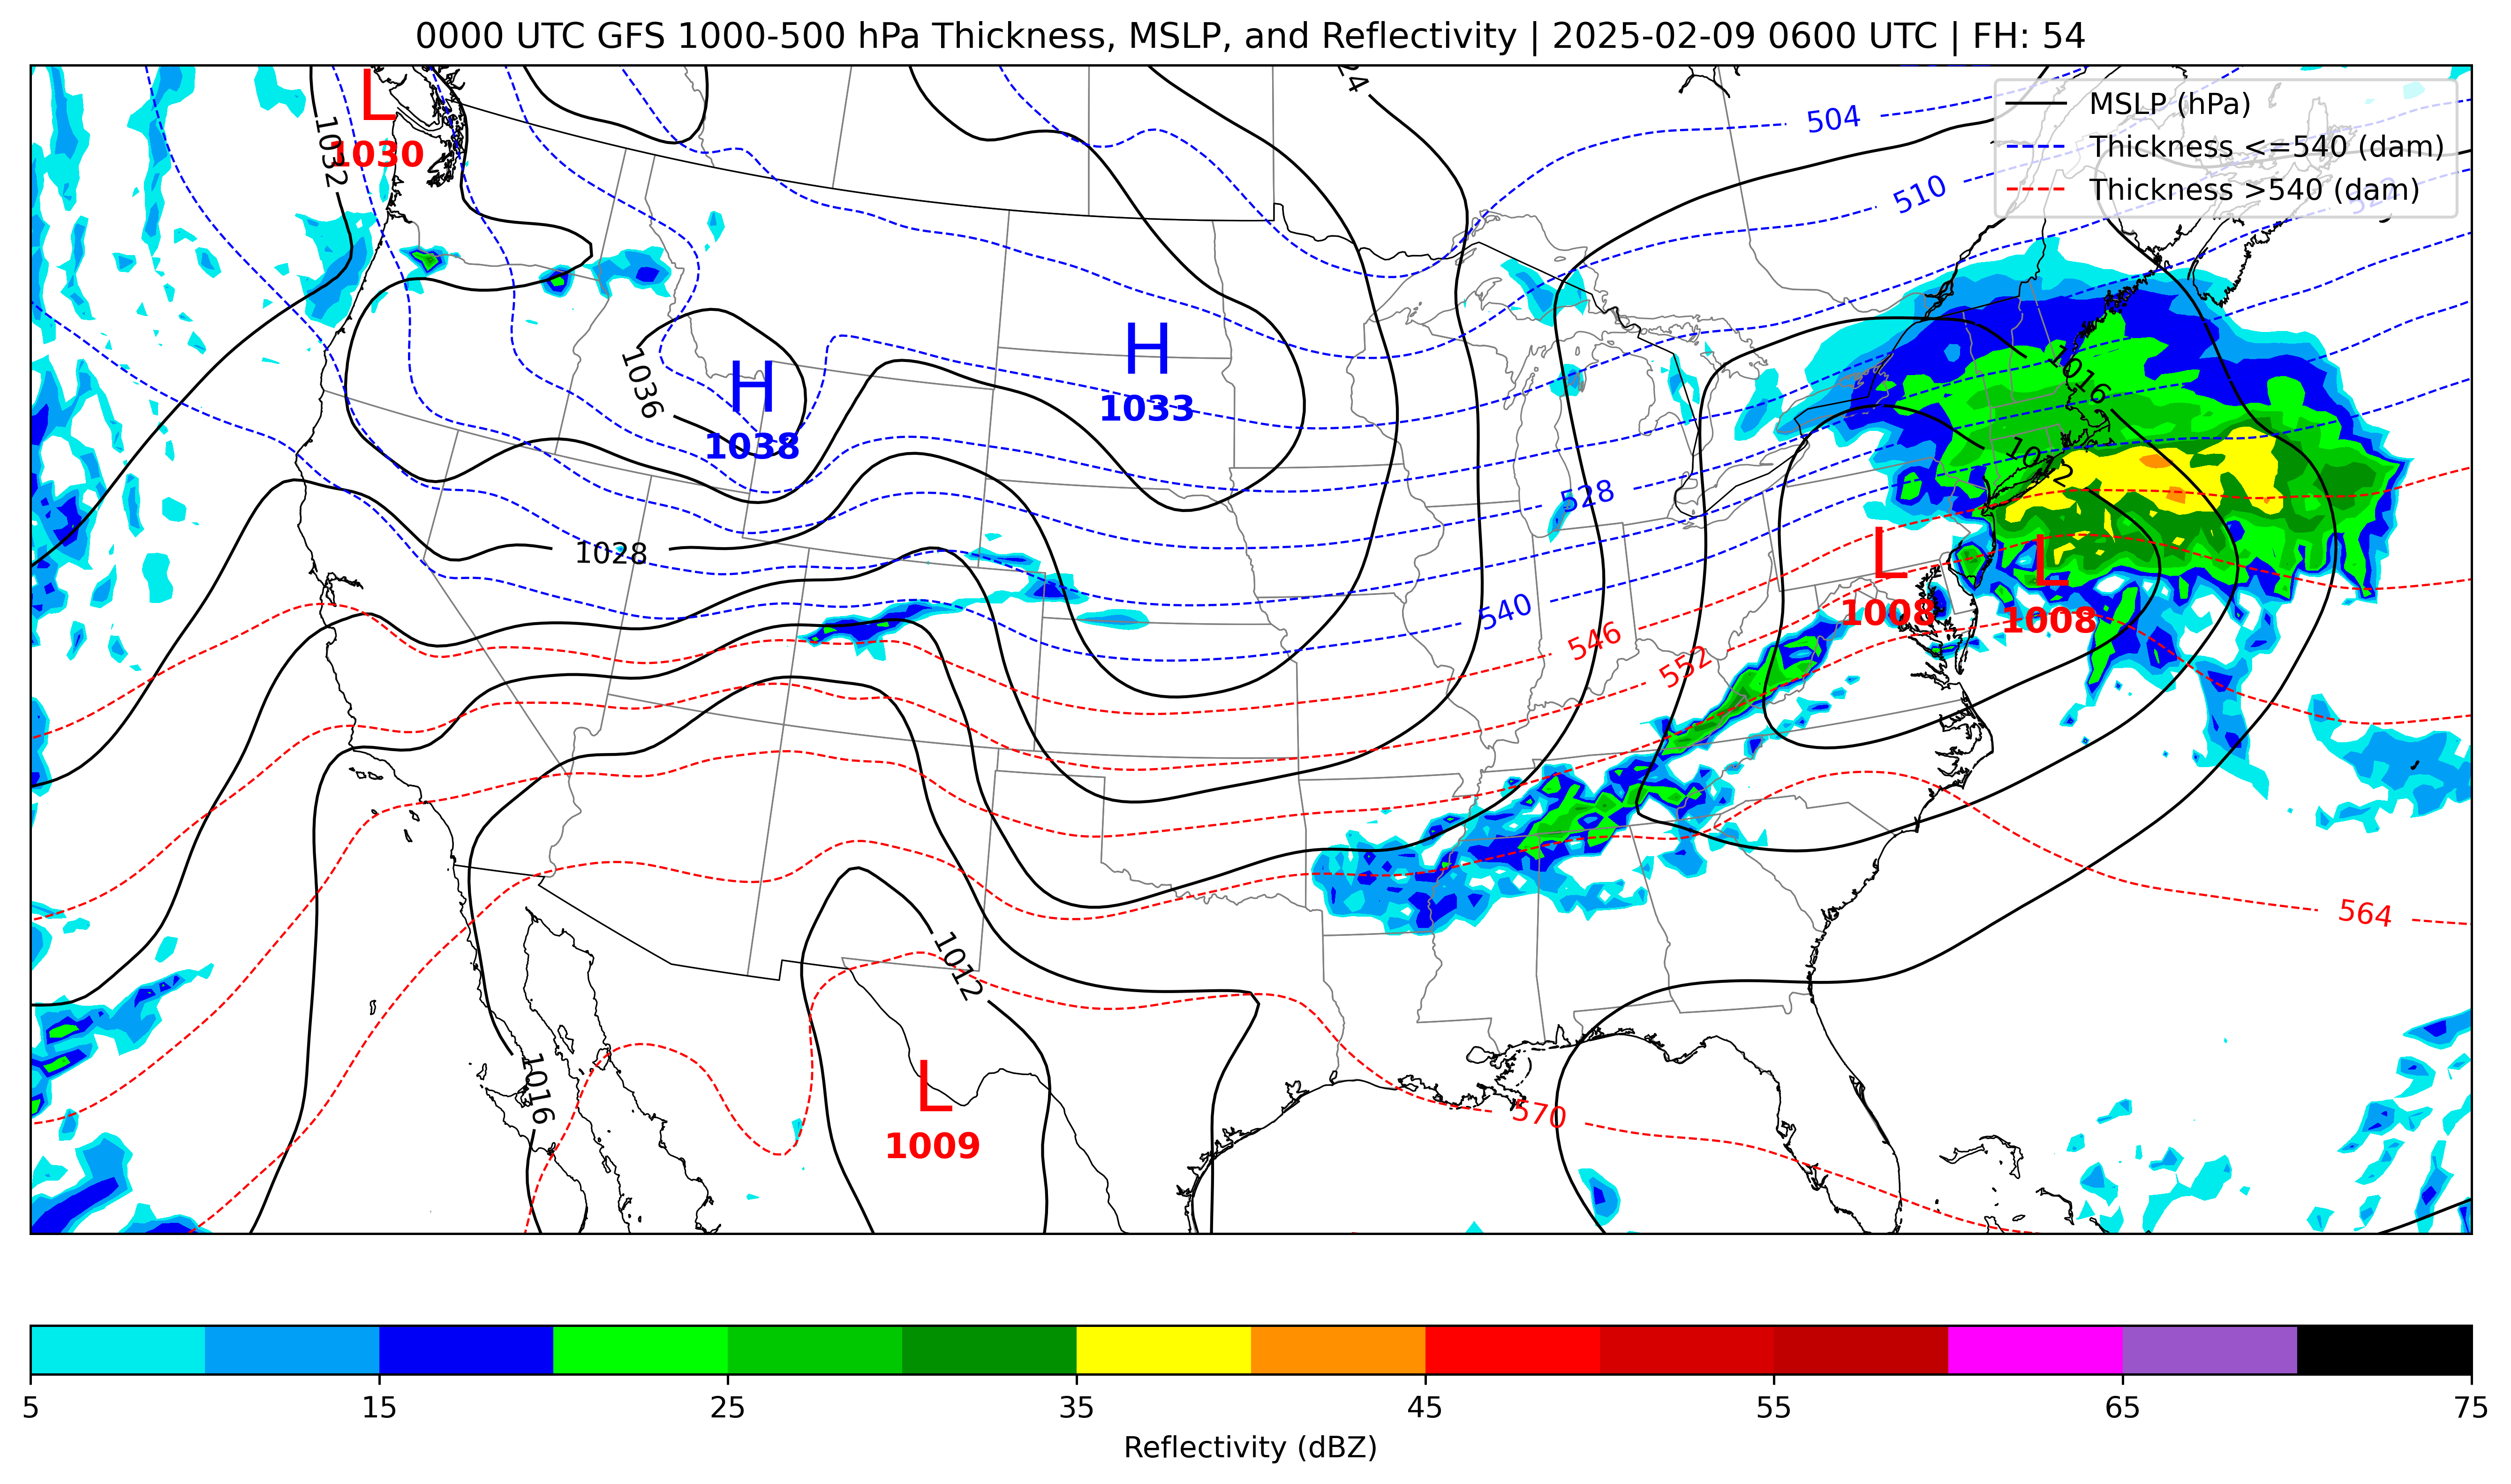 0000 UTC GFS 1000-500 hPa Thickness, MSLP, and Reflectivity | 2025-02-09 0600 UTC | FH: 54
MSLP (hPa)
Thickness <=540 (dam)
Thickness >540 (dam)
L
1030
1032
504
510
H
1033
1036
H
1038
1016
1012
528
1028
540
546
552
L
1008
L
1008
564
1012
1016
L
1009
570
5 15 25 35 45 55 65 75
Reflectivity (dBZ)